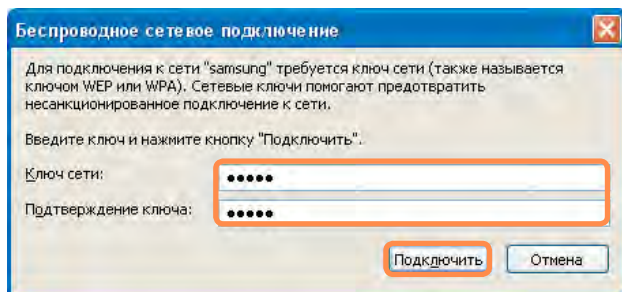 Беспроводное сетевое подключение
Для подключения к сети "samsung" требуется ключ сети (также называется
ключом WEP или WPA). Сетевые ключи помогают предотвратить
несанкционированное подключение к сети.
Введите ключ и нажмите кнопку "Подключить".
Ключ сети: •••••
Подтверждение ключа: •••••
Подключить Отмена